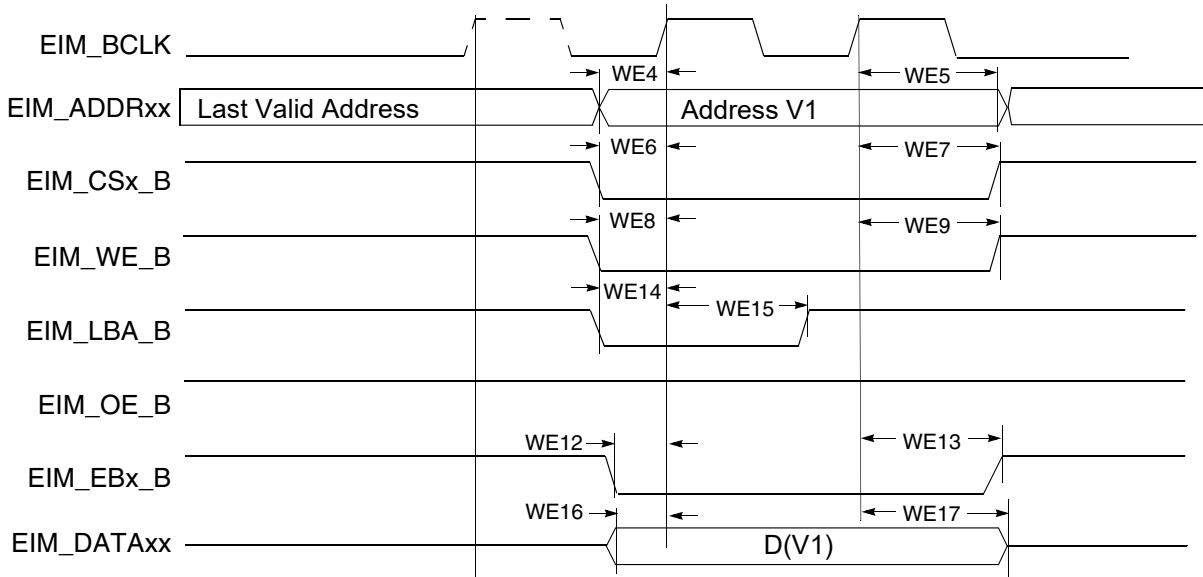 EIM_BCLK
WE4
WE5
EIM_ADDRxx
Last Valid Address
Address V1
WE6
WE7
EIM_CSx_B
WE8
WE9
EIM_WE_B
WE14
WE15
EIM_LBA_B
EIM_OE_B
WE12
WE13
EIM_EBx_B
WE16
WE17
EIM_DATAxx
D(V1)